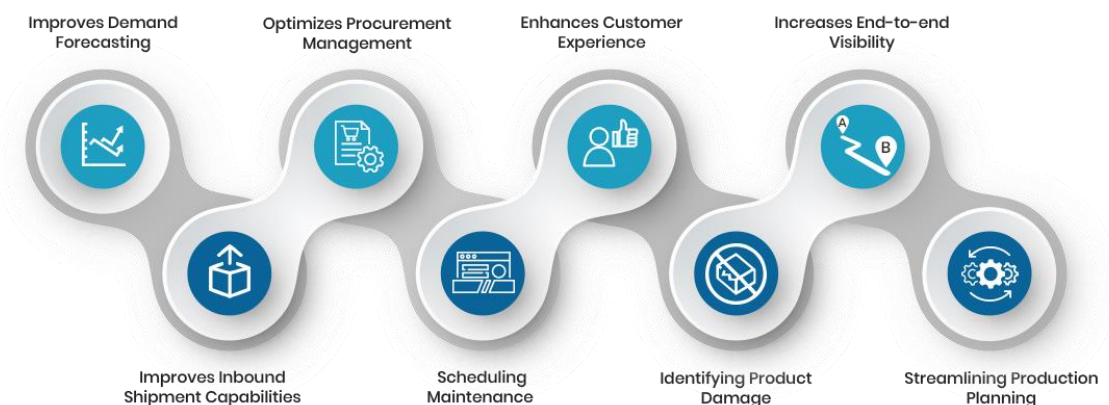 Improves Demand
Forecasting
Optimizes Procurement
Management
Enhances Customer
Experience
Increases End-to-end
Visibility
A
B
Improves Inbound
Shipment Capabilities
Scheduling
Maintenance
Identifying Product
Damage
Streamlining Production
Planning